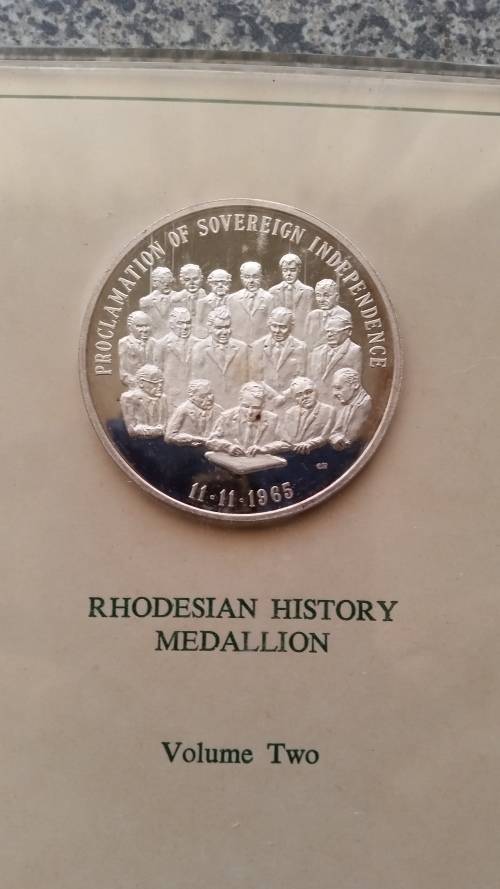 PROCLAMATION OF SOVEREIGN INDEPENDENCE
11·11·1965
RHODESIAN HISTORY
MEDALLION
Volume Two